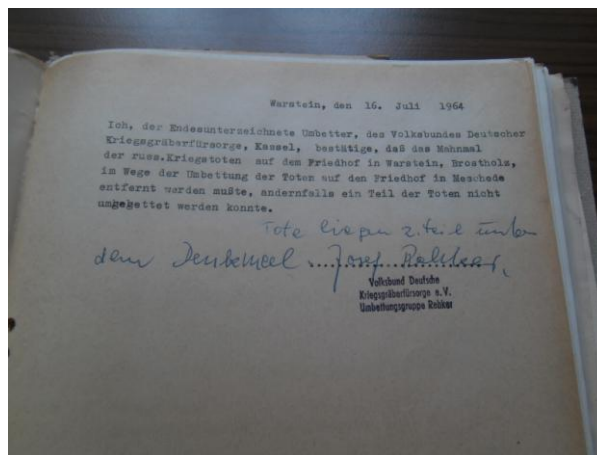 Warstein, den 16. Juli 1964
Ich, der Endesunterzeichnete Umbetter, des Volksbundes Deutscher
Kriegsgräberfürsorge, Kassel, bestätige, daß das Mahnmal
der russ.Kriegstoten auf dem Friedhof in Warstein, Brostholz,
im Wege der Umbettung der Toten auf den Friedhof in Meschede
entfernt werden mußte, andernfalls ein Teil der Toten nicht
umgebettet werden konnte.
Tote liegen z. teil unter
dem Denkmal Josef Rebker
Volksbund Deutsche
Kriegsgräberfürsorge e.V.
Umbettungsgruppe Rebker